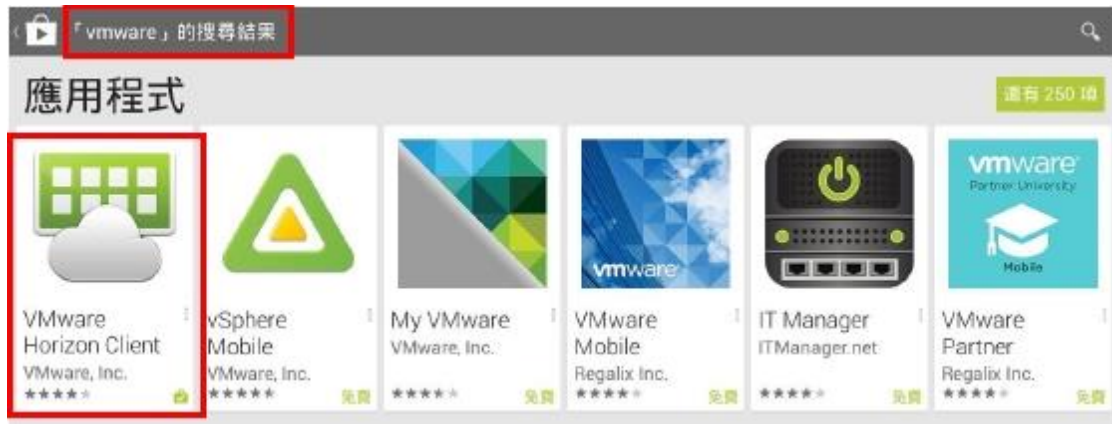 「vmware」的搜尋結果
應用程式
還有 250 項
vmware
vmware
Partner University
Mobile
VMware
Horizon Client
VMware, Inc.
vSphere
Mobile
VMware, Inc.
免費
My VMware
VMware, Inc.
免費
VMware
Mobile
Regalix Inc.
免費
IT Manager
ITManager.net
免費
VMware
Partner
Regalix Inc.
免費